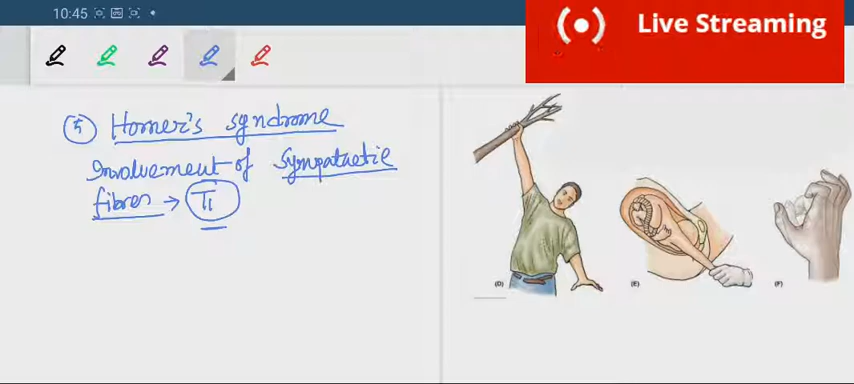 10:45
Live Streaming
5 Horner's syndrome
Involvement of sympathetic
fibres → T1
(D)
(E)
(F)